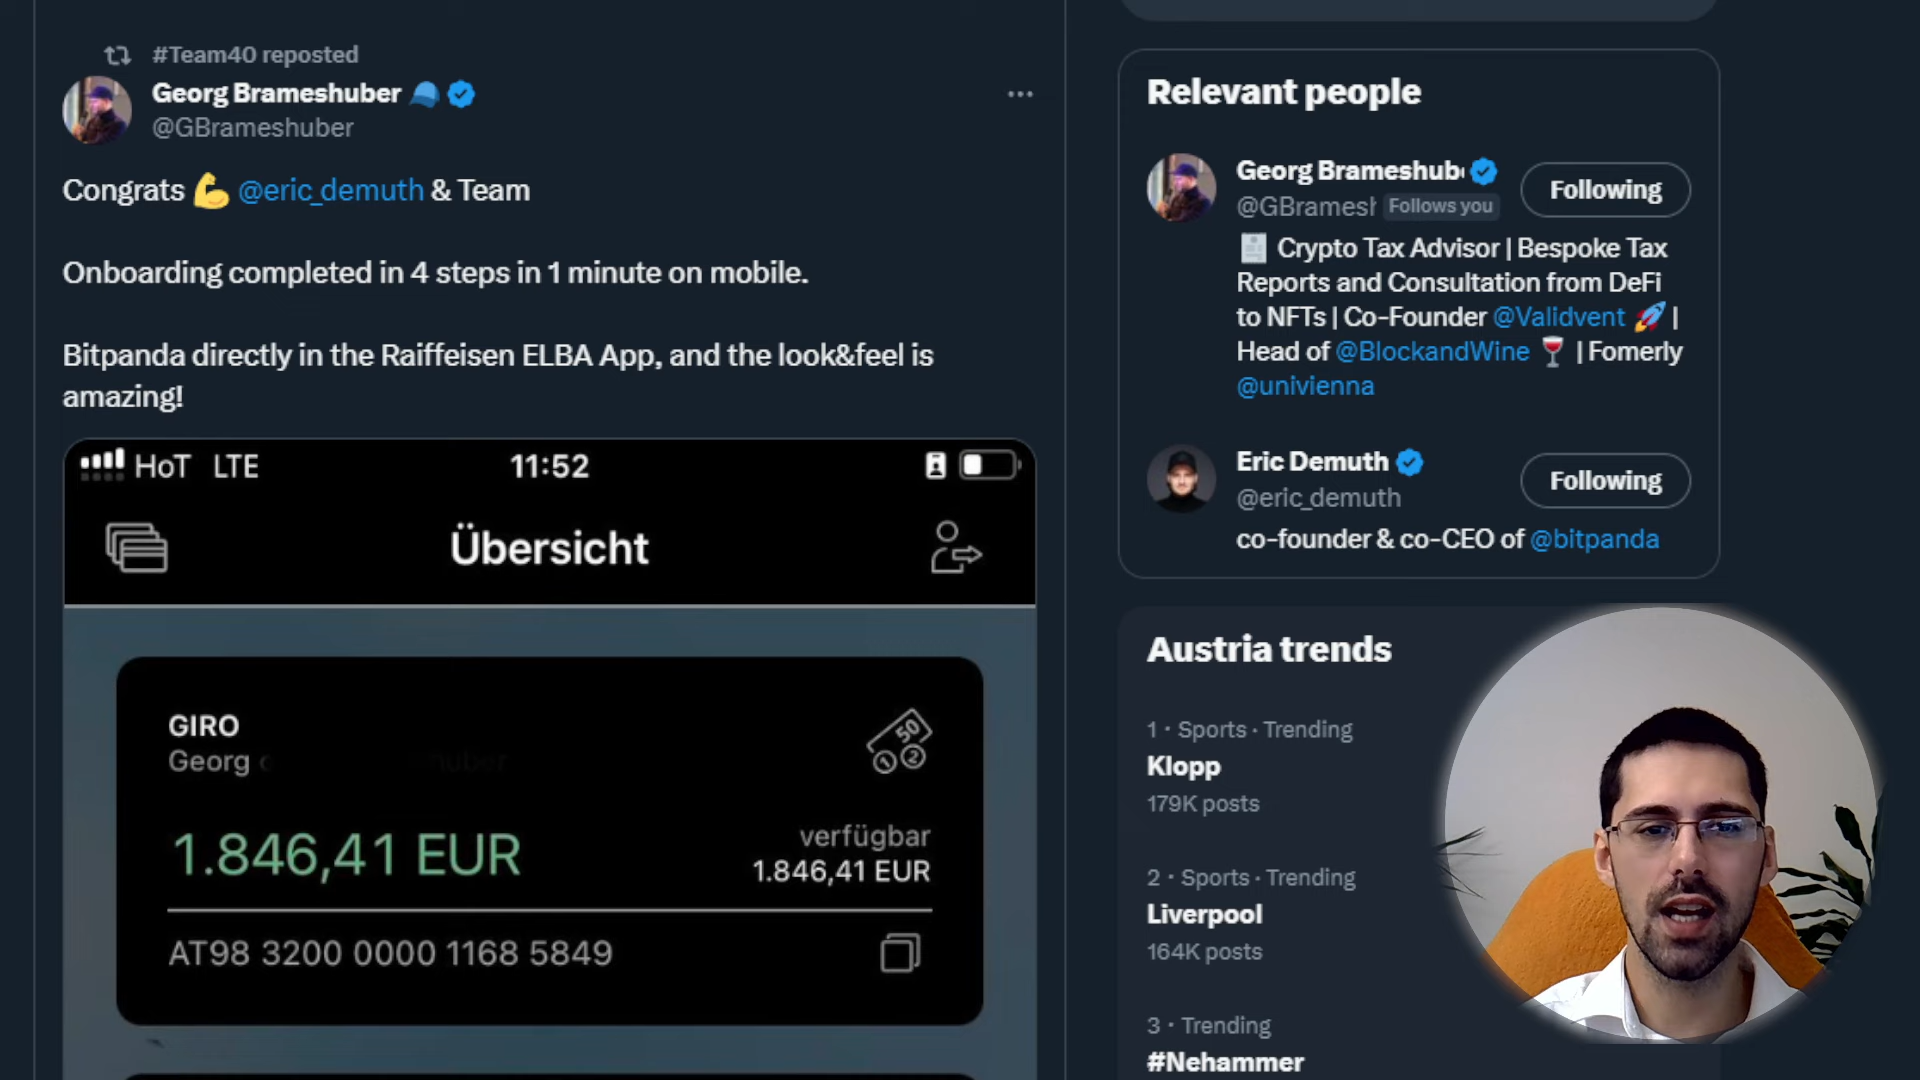 #Team40 reposted
Georg Brameshuber
@GBrameshuber
Congrats 💪 @eric_demuth & Team
Onboarding completed in 4 steps in 1 minute on mobile.
Bitpanda directly in the Raiffeisen ELBA App, and the look&feel is
amazing!
HoT LTE
11:52
Übersicht
GIRO
Georg
1.846,41 EUR
verfügbar
1.846,41 EUR
AT98 3200 0000 1168 5849
Relevant people
Georg Brameshub
@GBramesh Follows you
Following
Crypto Tax Advisor | Bespoke Tax
Reports and Consultation from DeFi
to NFTs | Co-Founder @Validvent 🚀 |
Head of @BlockandWine 🍷 | Fomerly
@univienna
Eric Demuth
@eric_demuth
Following
co-founder & co-CEO of @bitpanda
Austria trends
1 · Sports · Trending
Klopp
179K posts
2 · Sports · Trending
Liverpool
164K posts
3 · Trending
#Nehammer